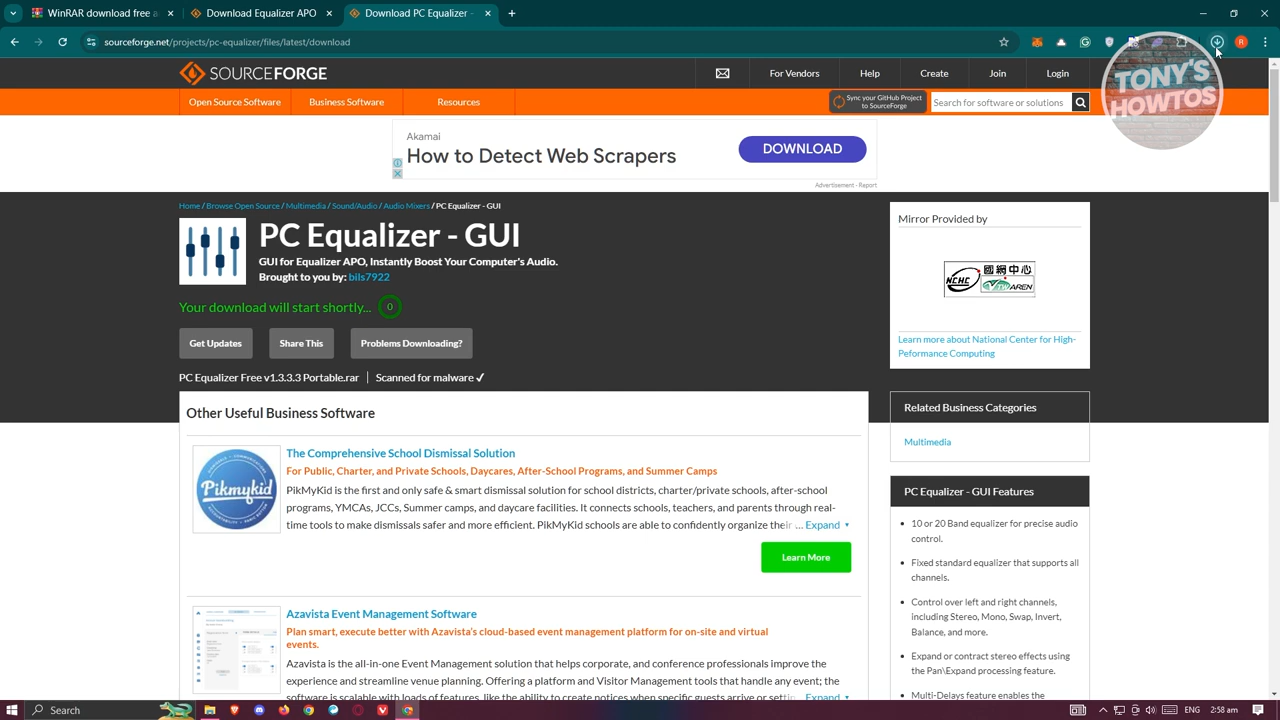 WinRAR download free a
Download Equalizer APO
Download PC Equalizer -
sourceforge.net/projects/pc-equalizer/files/latest/download
R
SOURCEFORGE
For Vendors
Help
Create
Join
Login
TONY'S
HOWTOS
Open Source Software
Business Software
Resources
Sync your GitHub Project
to SourceForge
Search for software or solutions
Akamai
How to Detect Web Scrapers
DOWNLOAD
Advertisement - Report
Home / Browse Open Source / Multimedia / Sound/Audio / Audio Mixers / PC Equalizer - GUI
PC Equalizer - GUI
GUI for Equalizer APO, Instantly Boost Your Computer's Audio.
Brought to you by: bils7922
Your download will start shortly... 0
Get Updates
Share This
Problems Downloading?
PC Equalizer Free v1.3.3.3 Portable.rar
Scanned for malware ✓
Mirror Provided by
NCHC
國網中心
TWAREN
Learn more about National Center for High-
Peformance Computing
Other Useful Business Software
Pikmykid
The Comprehensive School Dismissal Solution
For Public, Charter, and Private Schools, Daycares, After-School Programs, and Summer Camps
PikMyKid is the first and only safe & smart dismissal solution for school districts, charter/private schools, after-school
programs, YMCAs, JCCs, Summer camps, and daycare facilities. It connects schools, teachers, and parents through real-
time tools to make dismissals safer and more efficient. PikMyKid schools are able to confidently organize their ... Expand
Learn More
Azavista Event Management Software
Plan smart, execute better with Azavista's cloud-based event management platform for on-site and virtual
events.
Azavista is the all-in-one Event Management solution that helps corporate, and conference professionals improve the
experience and streamline venue planning. Offering a platform and Visitor Management tools that handle any event; the
software is scalable with loads of features, like the ability to create notices when specific guests arrive or settin... Expand
Related Business Categories
Multimedia
PC Equalizer - GUI Features
• 10 or 20 Band equalizer for precise audio
control.
• Fixed standard equalizer that supports all
channels.
• Control over left and right channels,
including Stereo, Mono, Swap, Invert,
Balance, and more.
• Expand or contract stereo effects using
the Pan\Expand processing feature.
• Multi-Delays feature enables the
Search
ENG
2:58 am